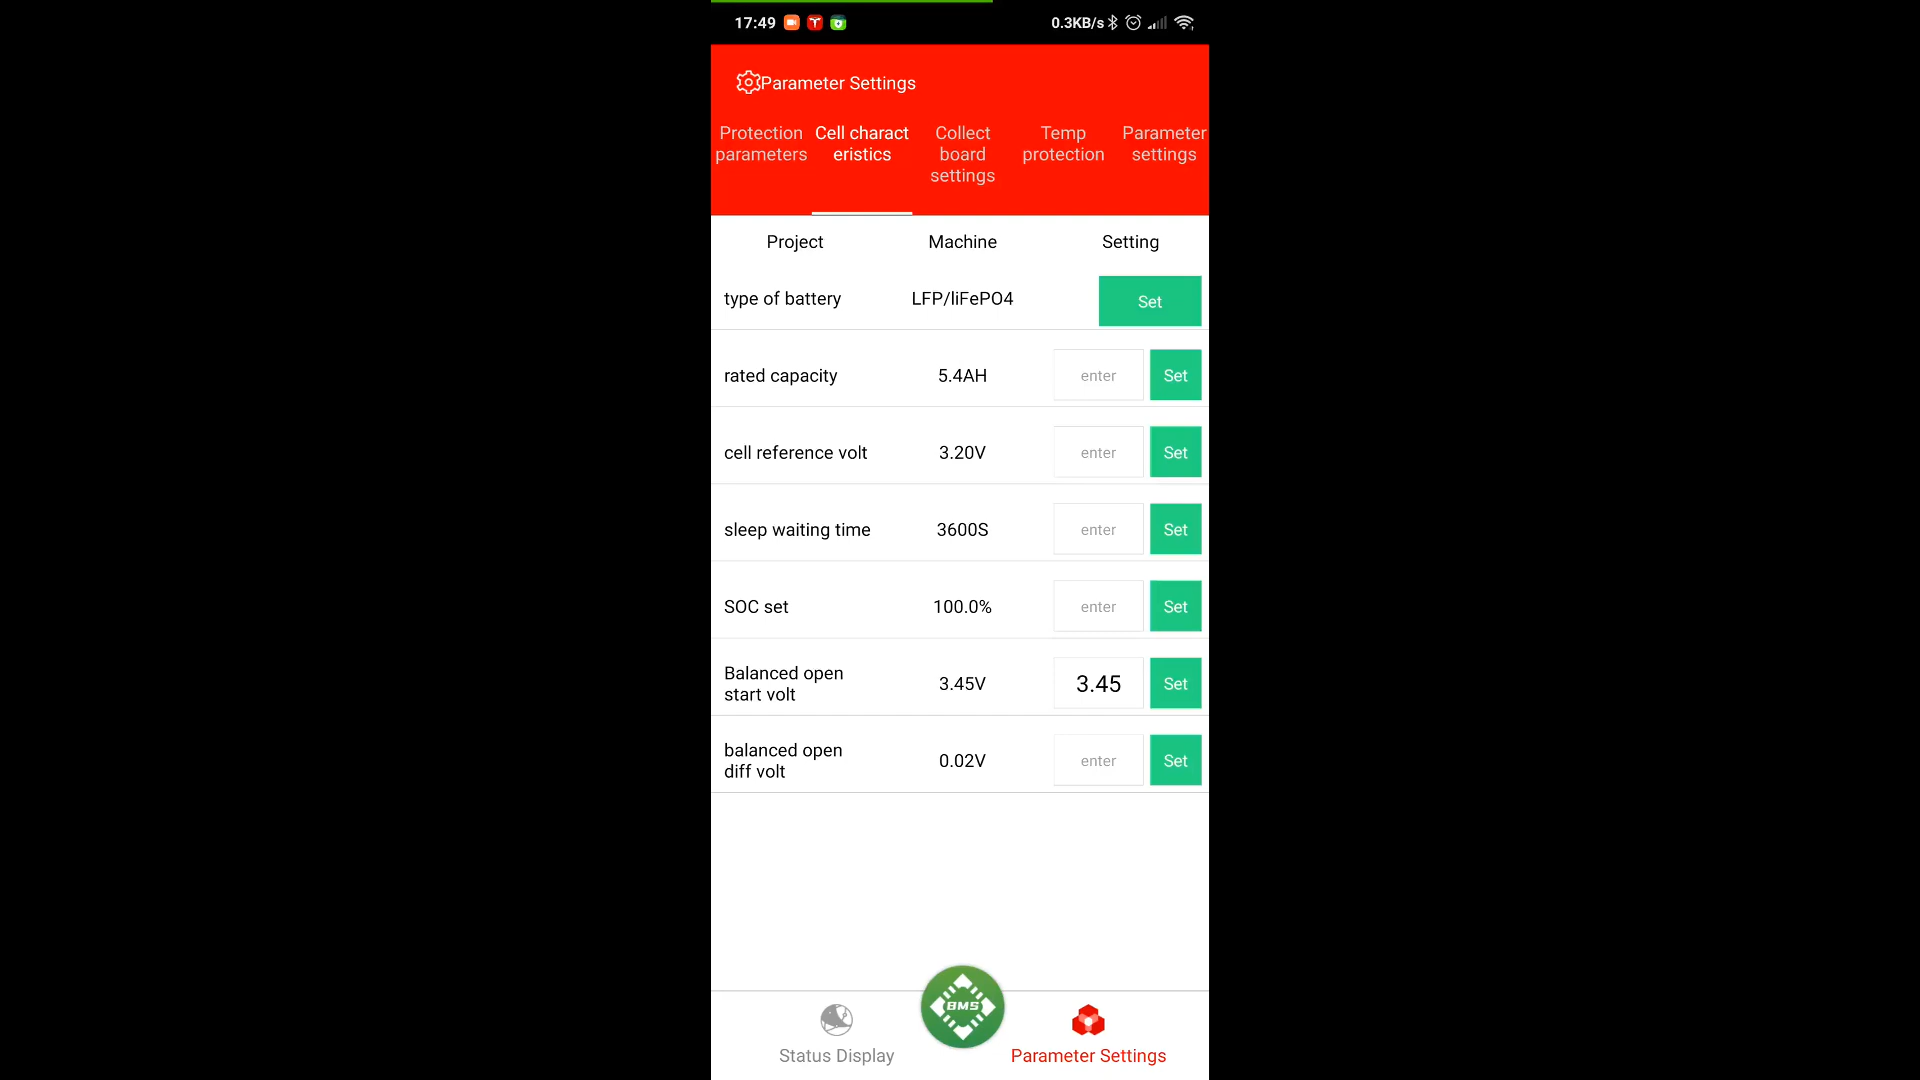 17:49
0.3KB/s
Parameter Settings
Protection parameters
Cell charact eristics
Collect board settings
Temp protection
Parameter settings
Project Machine Setting
type of battery LFP/liFePO4 Set
rated capacity 5.4AH enter Set
cell reference volt 3.20V enter Set
sleep waiting time 3600S enter Set
SOC set 100.0% enter Set
Balanced open start volt 3.45V 3.45 Set
balanced open diff volt 0.02V enter Set
BMS
Status Display
Parameter Settings